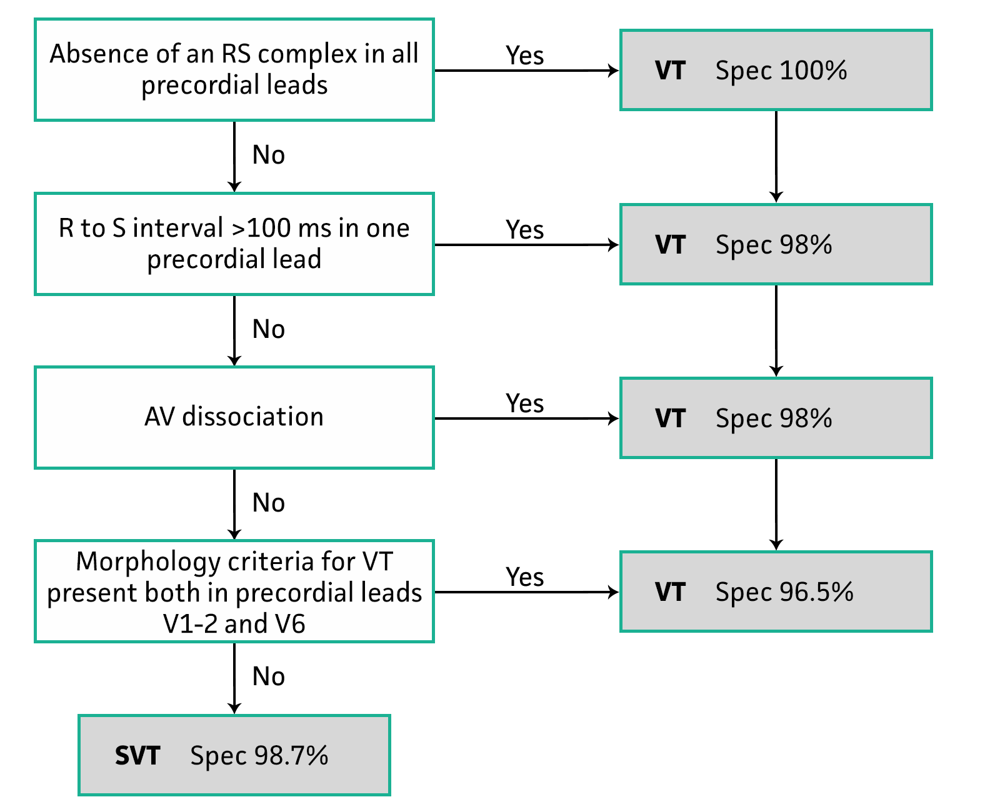 Absence of an RS complex in all
precordial leads
Yes
VT Spec 100%
No
R to S interval >100 ms in one
precordial lead
Yes
VT Spec 98%
No
AV dissociation
Yes
VT Spec 98%
No
Morphology criteria for VT
present both in precordial leads
V1-2 and V6
Yes
VT Spec 96.5%
No
SVT Spec 98.7%